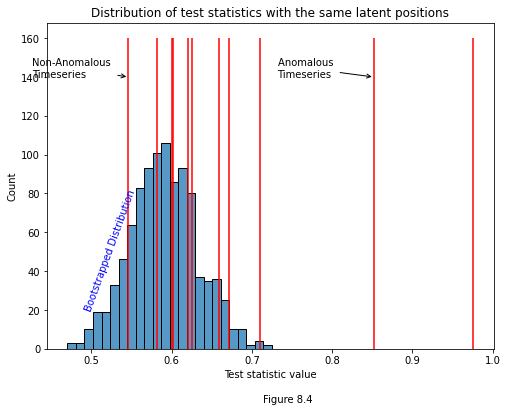 Distribution of test statistics with the same latent positions
160
Non-Anomalous
Timeseries
Anomalous
Timeseries
140
120
100
80
60
40
20
0
Count
Bootstrapped Distribution
0.5
0.6
0.7
0.8
0.9
1.0
Test statistic value
Figure 8.4